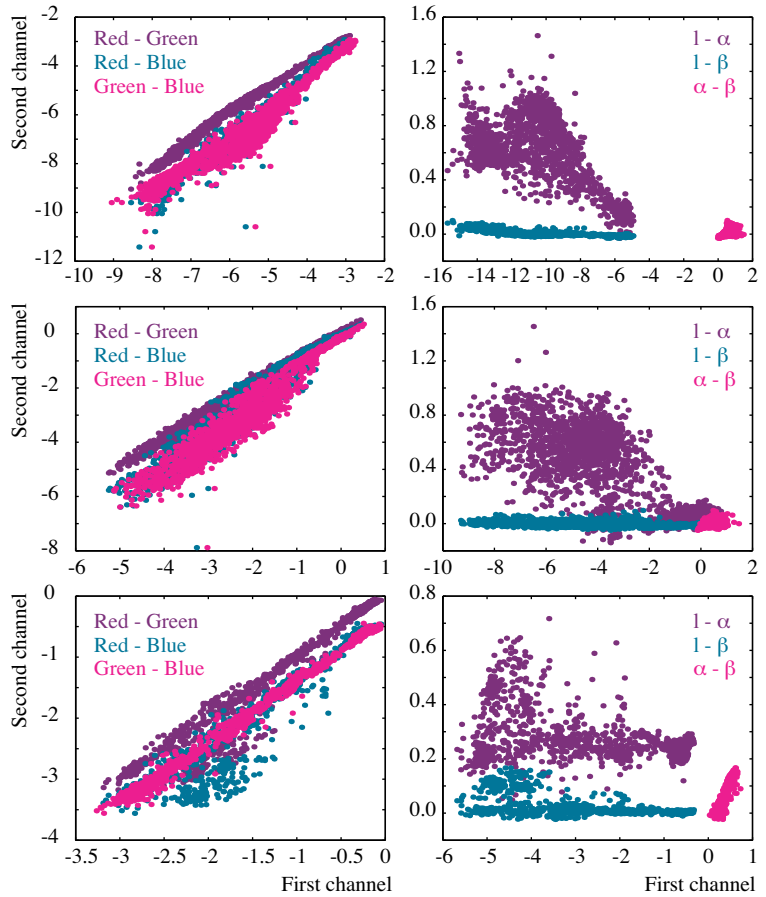 Second channel
-2
-4
-6
-8
-10
-12
Red - Green
Red - Blue
Green - Blue
-10 -9 -8 -7 -6 -5 -4 -3 -2
1.6
1.2
0.8
0.4
0.0
l - α
l - β
α - β
-16 -14 -12 -10 -8 -6 -4 -2 0 2
Second channel
0
-2
-4
-6
-8
Red - Green
Red - Blue
Green - Blue
-6 -5 -4 -3 -2 -1 0 1
1.6
1.2
0.8
0.4
0.0
l - α
l - β
α - β
-10 -8 -6 -4 -2 0 2
Second channel
0
-1
-2
-3
-4
Red - Green
Red - Blue
Green - Blue
-3.5 -3 -2.5 -2 -1.5 -1 -0.5 0
First channel
0.8
0.6
0.4
0.2
0.0
l - α
l - β
α - β
-6 -5 -4 -3 -2 -1 0 1
First channel